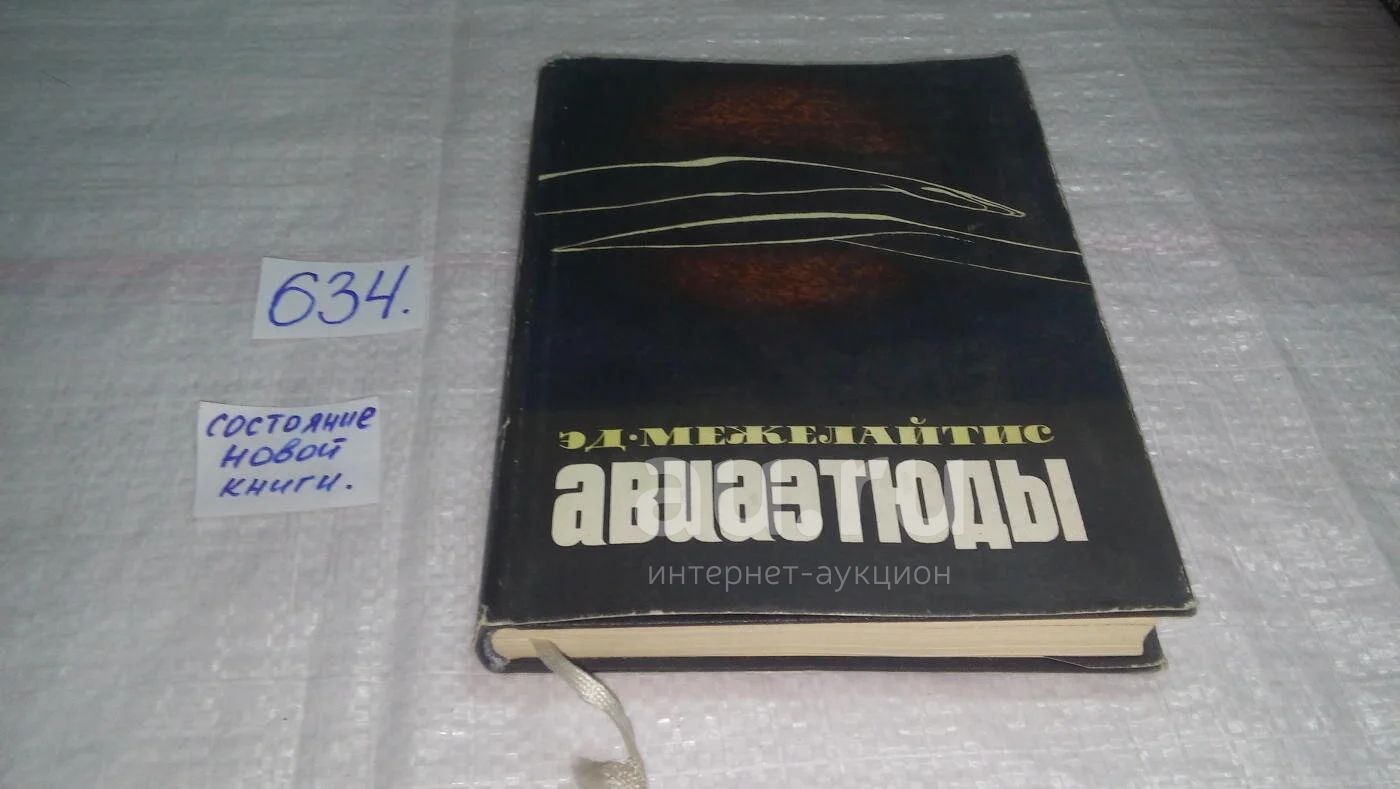 634.
состояние
новой
книги.
ЭД·МЕЖЕЛАЙТИС
авиаэтюды
интернет-аукцион